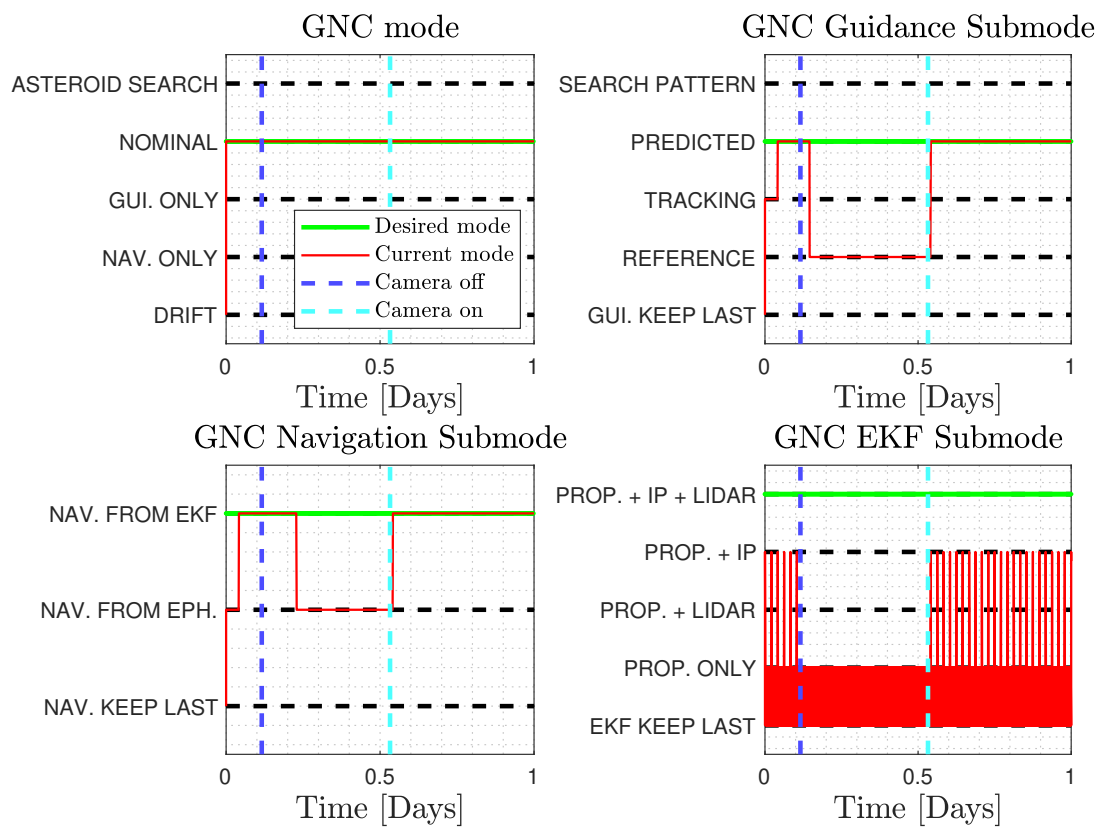 GNC mode
ASTEROID SEARCH
NOMINAL
GUI. ONLY
NAV. ONLY
DRIFT
Desired mode
Current mode
Camera off
Camera on
0
0.5
1
Time [Days]
GNC Guidance Submode
SEARCH PATTERN
PREDICTED
TRACKING
REFERENCE
GUI. KEEP LAST
0
0.5
1
Time [Days]
GNC Navigation Submode
NAV. FROM EKF
NAV. FROM EPH.
NAV. KEEP LAST
0
0.5
1
Time [Days]
GNC EKF Submode
PROP. + IP + LIDAR
PROP. + IP
PROP. + LIDAR
PROP. ONLY
EKF KEEP LAST
0
0.5
1
Time [Days]